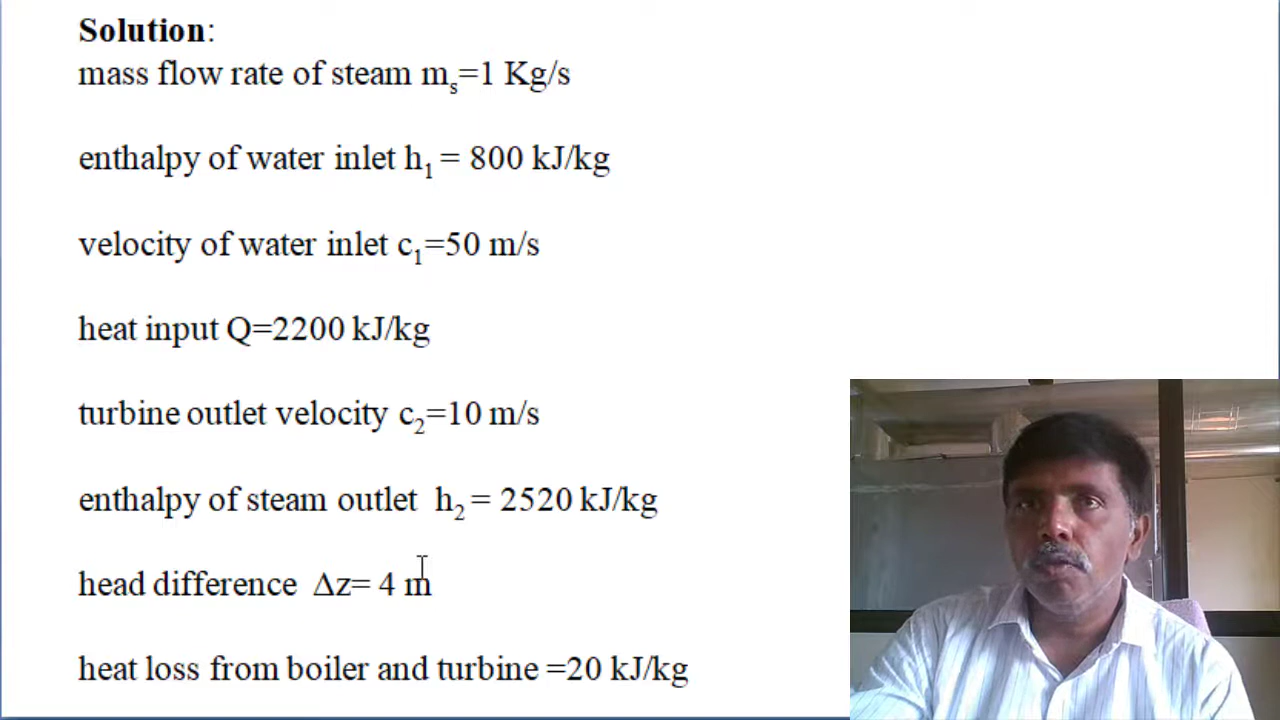 Solution:
mass flow rate of steam mₛ=1 Kg/s
enthalpy of water inlet h₁ = 800 kJ/kg
velocity of water inlet c₁=50 m/s
heat input Q=2200 kJ/kg
turbine outlet velocity c₂=10 m/s
enthalpy of steam outlet h₂ = 2520 kJ/kg
head difference Δz= 4 m
heat loss from boiler and turbine =20 kJ/kg